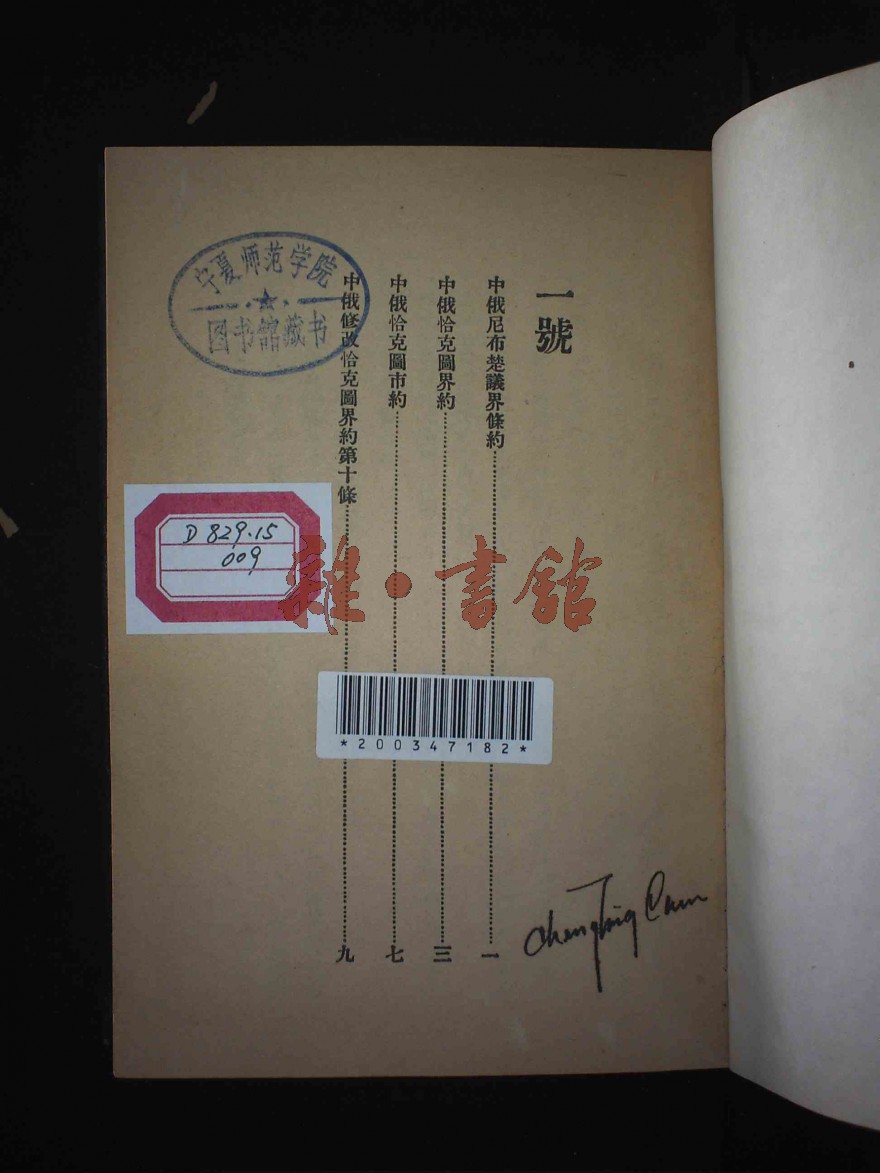 一號
中俄尼布楚議界條約 一
中俄恰克圖界約 三
中俄恰克圖市約 七
中俄修改恰克圖界約第十條 九
宁夏师范学院
图书馆藏书
D 829.15
009
雜·書館
*200347182*